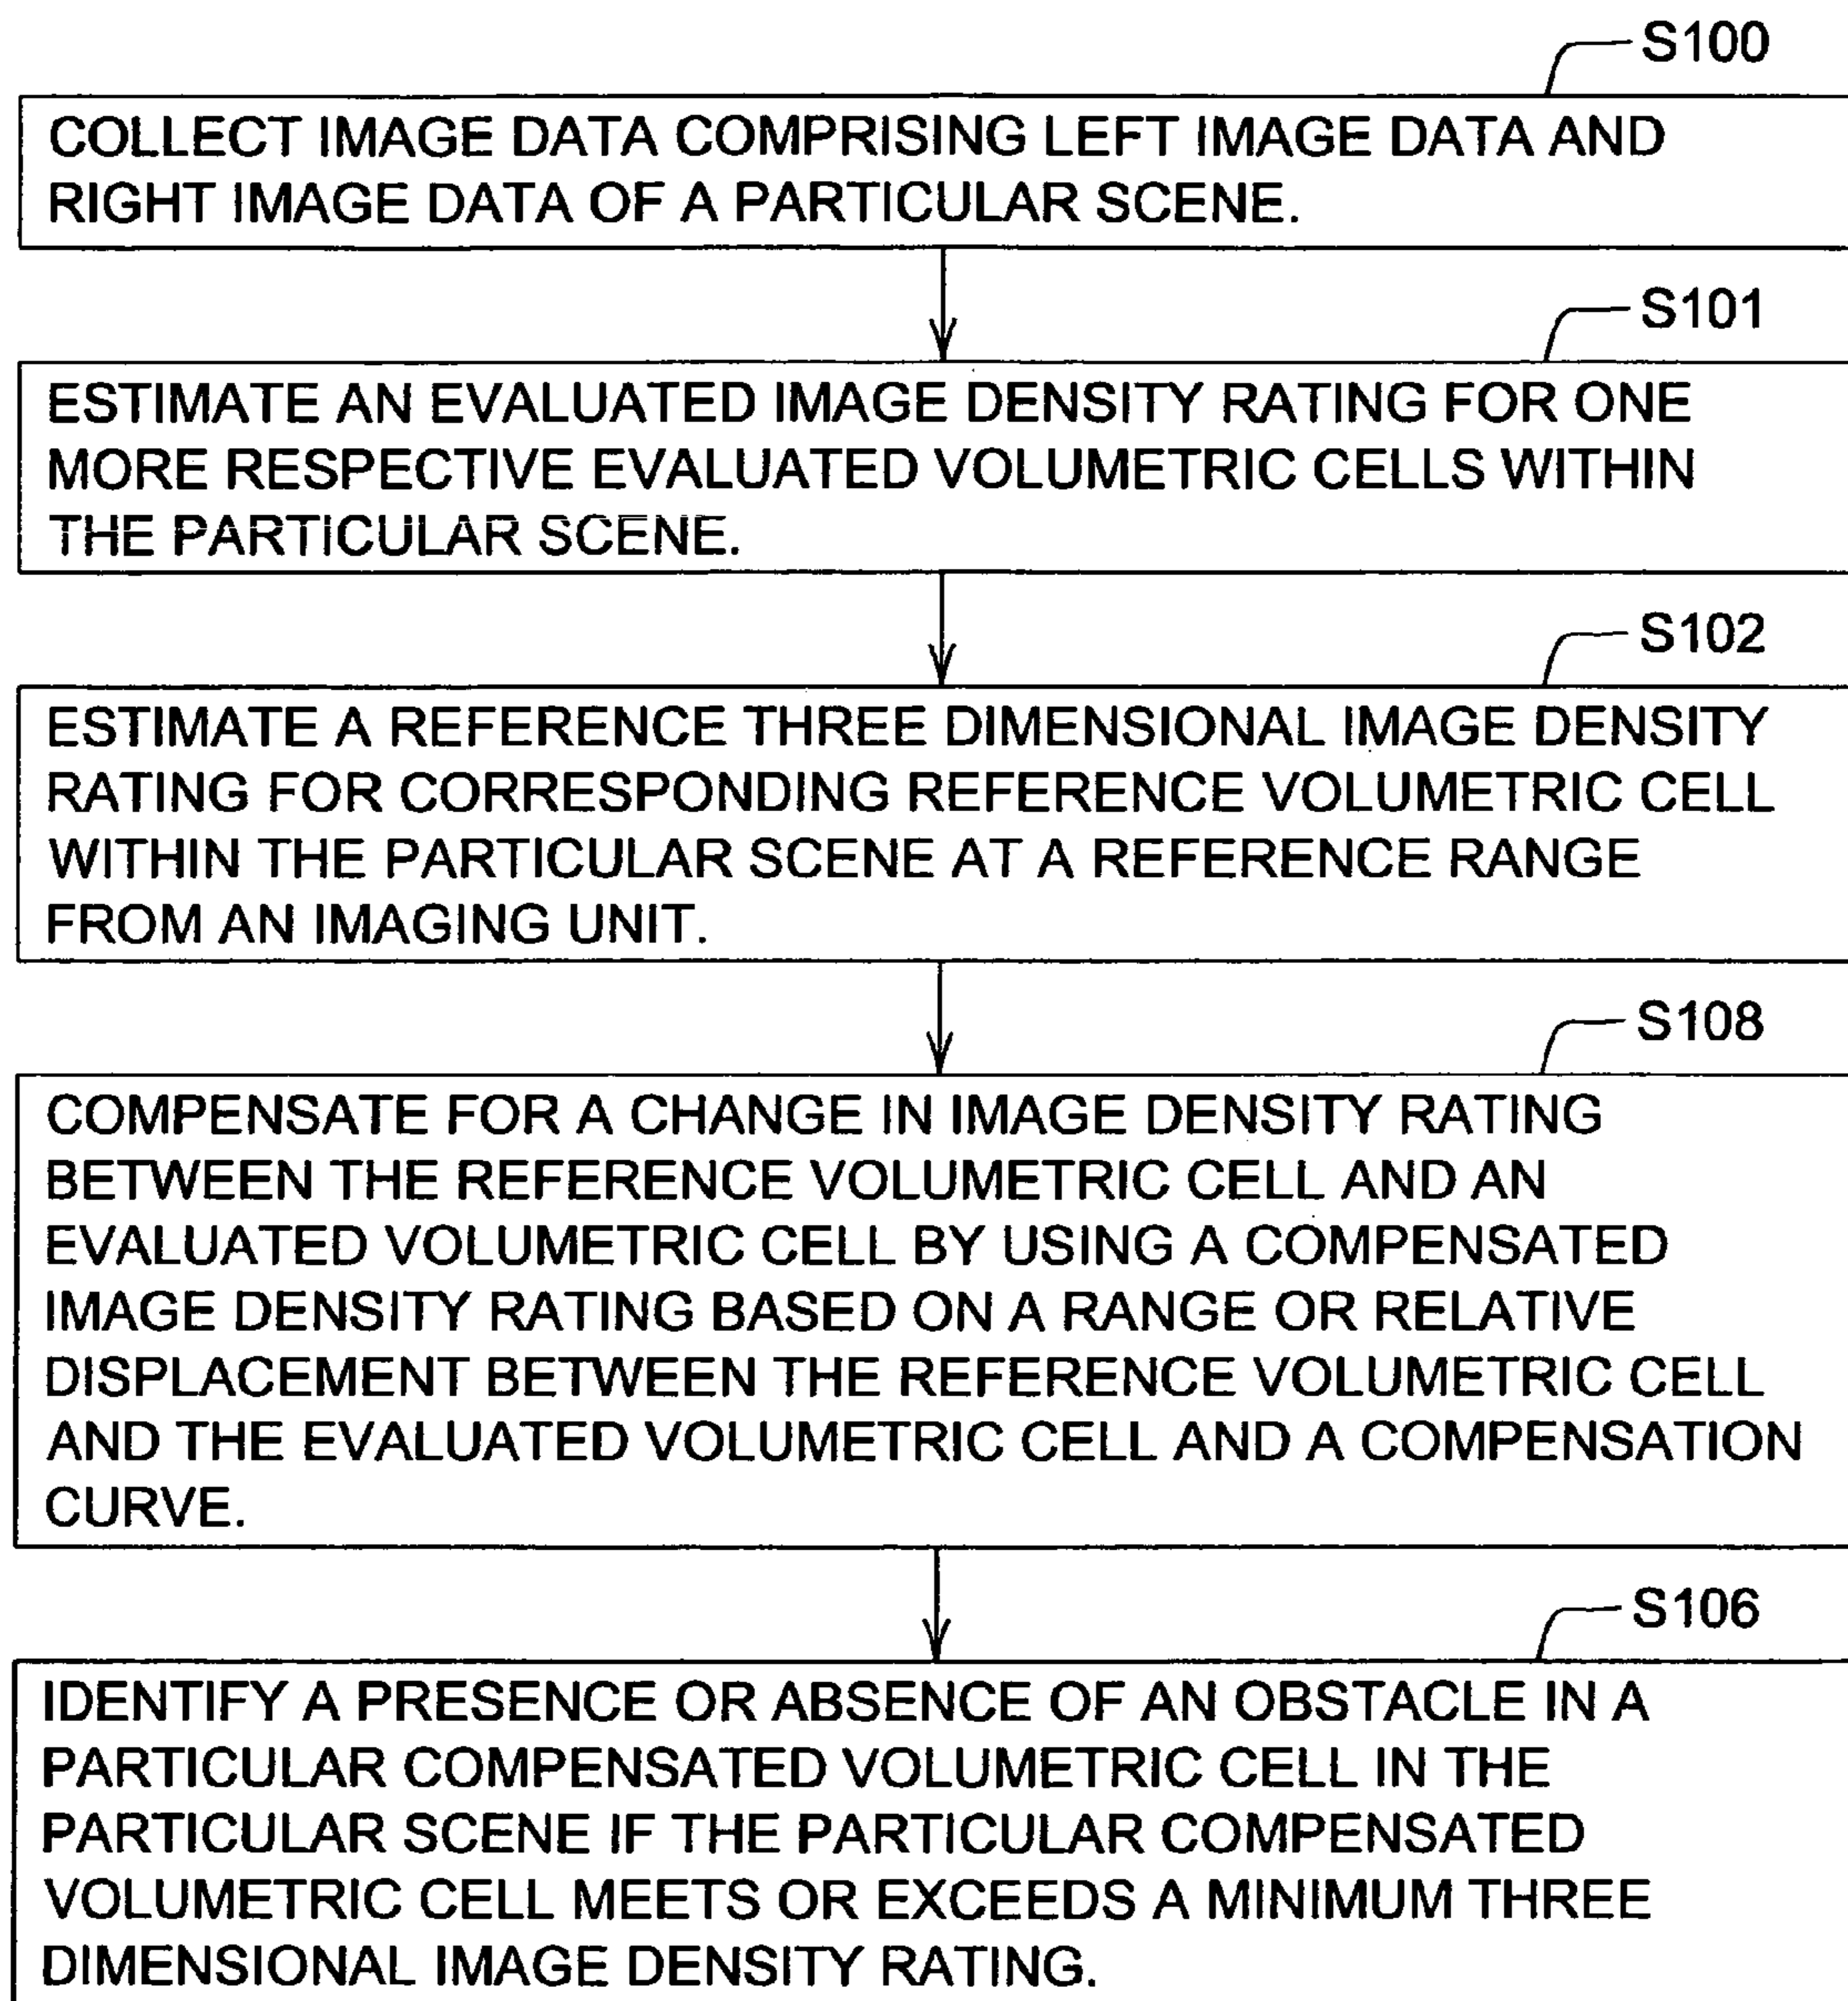 S100
COLLECT IMAGE DATA COMPRISING LEFT IMAGE DATA AND
RIGHT IMAGE DATA OF A PARTICULAR SCENE.
S101
ESTIMATE AN EVALUATED IMAGE DENSITY RATING FOR ONE
MORE RESPECTIVE EVALUATED VOLUMETRIC CELLS WITHIN
THE PARTICULAR SCENE.
S102
ESTIMATE A REFERENCE THREE DIMENSIONAL IMAGE DENSITY
RATING FOR CORRESPONDING REFERENCE VOLUMETRIC CELL
WITHIN THE PARTICULAR SCENE AT A REFERENCE RANGE
FROM AN IMAGING UNIT.
S108
COMPENSATE FOR A CHANGE IN IMAGE DENSITY RATING
BETWEEN THE REFERENCE VOLUMETRIC CELL AND AN
EVALUATED VOLUMETRIC CELL BY USING A COMPENSATED
IMAGE DENSITY RATING BASED ON A RANGE OR RELATIVE
DISPLACEMENT BETWEEN THE REFERENCE VOLUMETRIC CELL
AND THE EVALUATED VOLUMETRIC CELL AND A COMPENSATION
CURVE.
S106
IDENTIFY A PRESENCE OR ABSENCE OF AN OBSTACLE IN A
PARTICULAR COMPENSATED VOLUMETRIC CELL IN THE
PARTICULAR SCENE IF THE PARTICULAR COMPENSATED
VOLUMETRIC CELL MEETS OR EXCEEDS A MINIMUM THREE
DIMENSIONAL IMAGE DENSITY RATING.